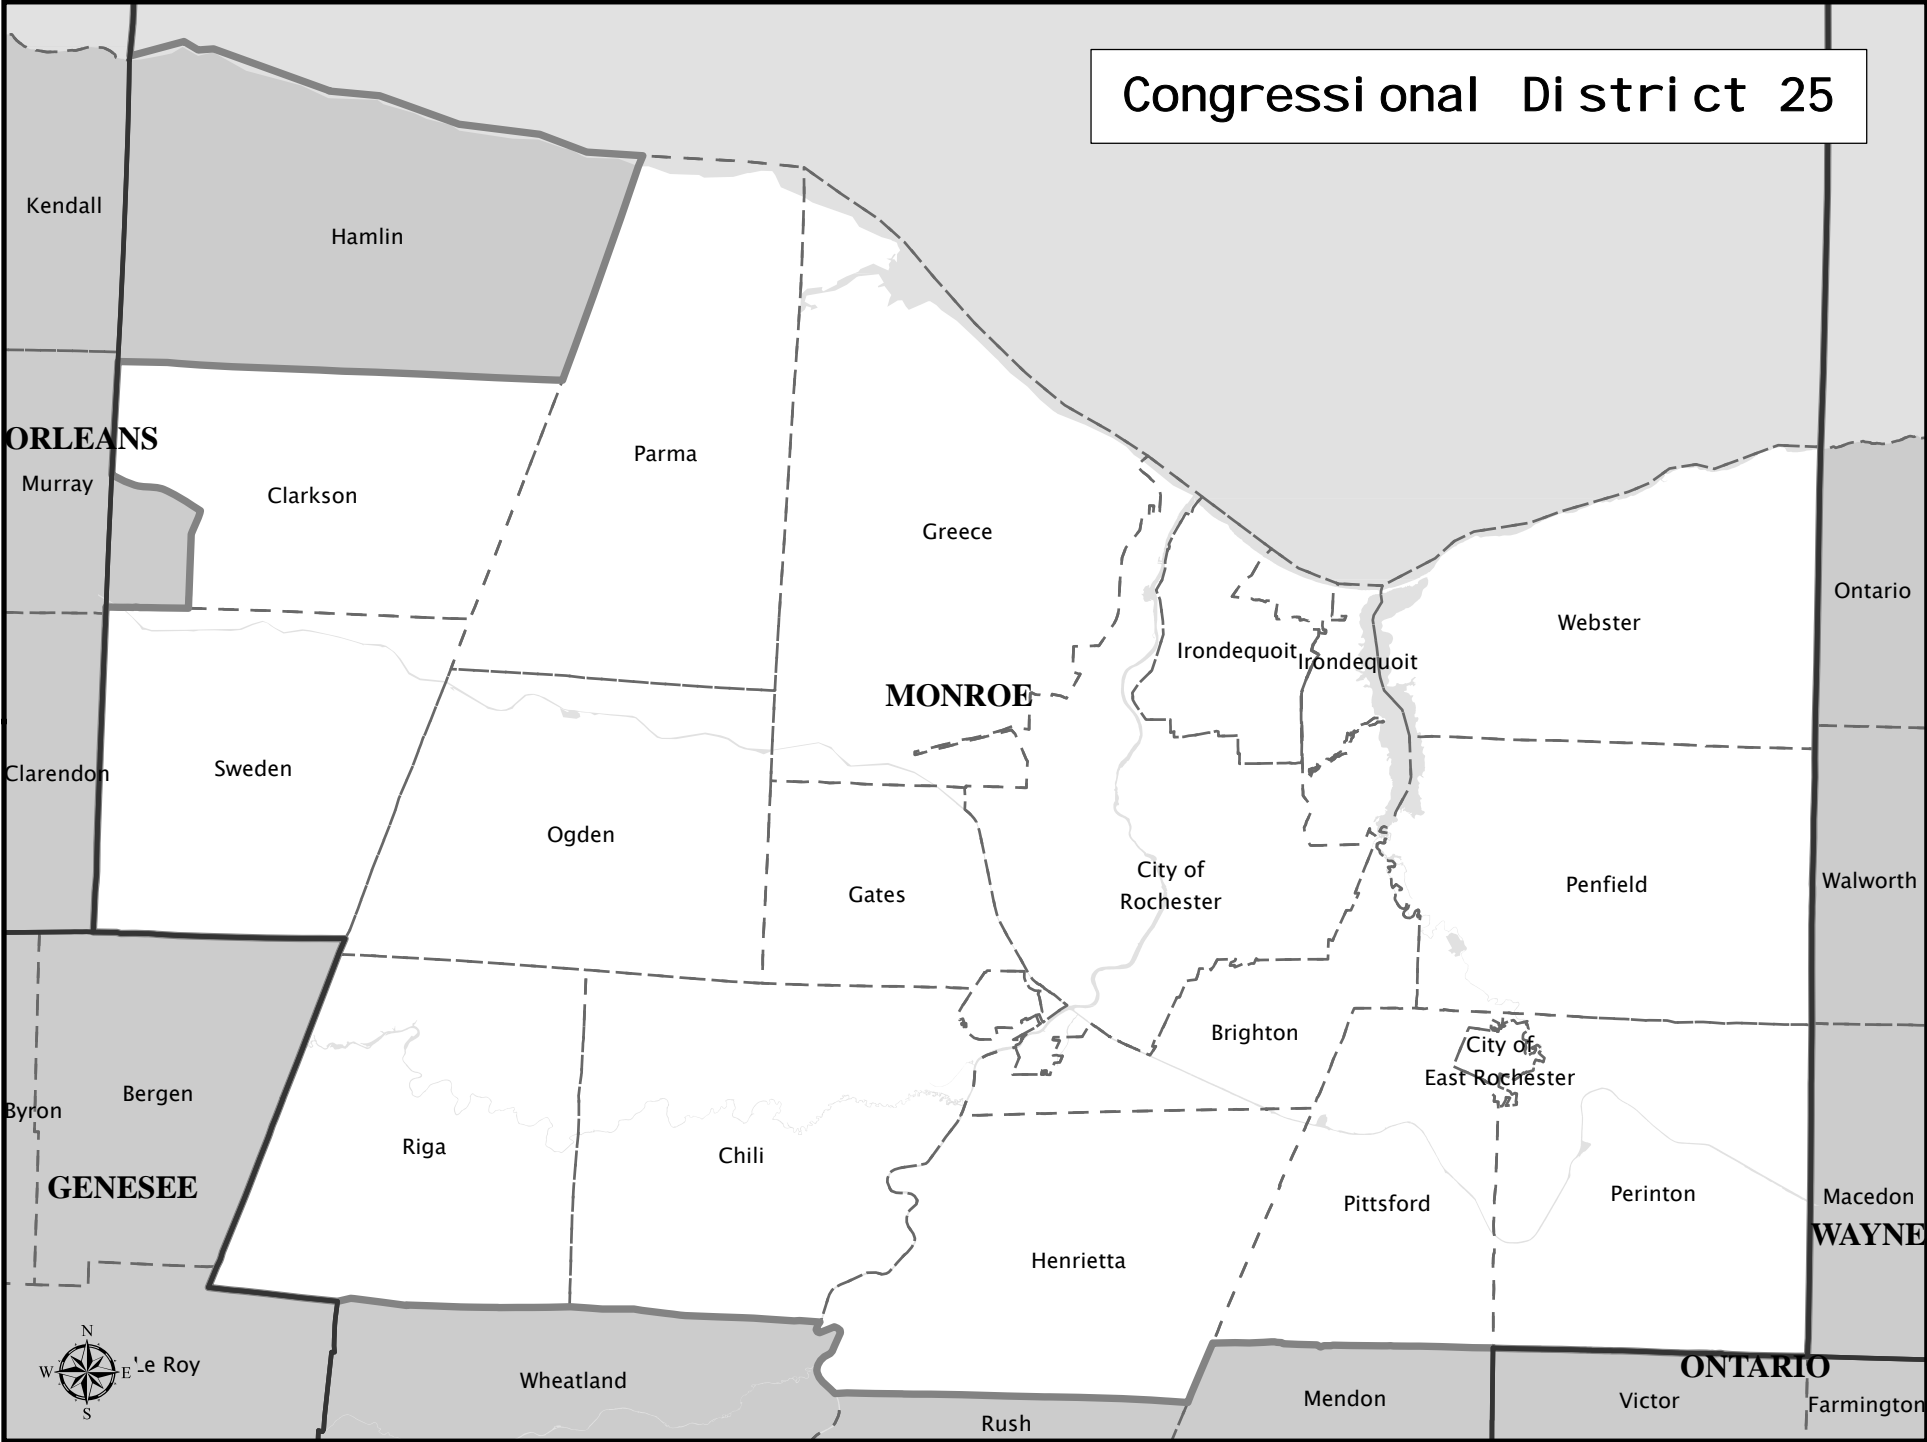 Congressional District 25
Kendall
Hamlin
ORLEANS
Parma
Murray
Clarkson
Greece
Ontario
Webster
Irondequoit
Irondequoit
MONROE
Clarendon
Sweden
Ogden
City of
Rochester
Gates
Penfield
Walworth
Brighton
City of
East Rochester
Bergen
Byron
Riga
Chili
GENESEE
Pittsford
Perinton
Macedon
WAYNE
Henrietta
N
W
E
S
e Roy
Wheatland
ONTARIO
Mendon
Victor
Farmington
Rush